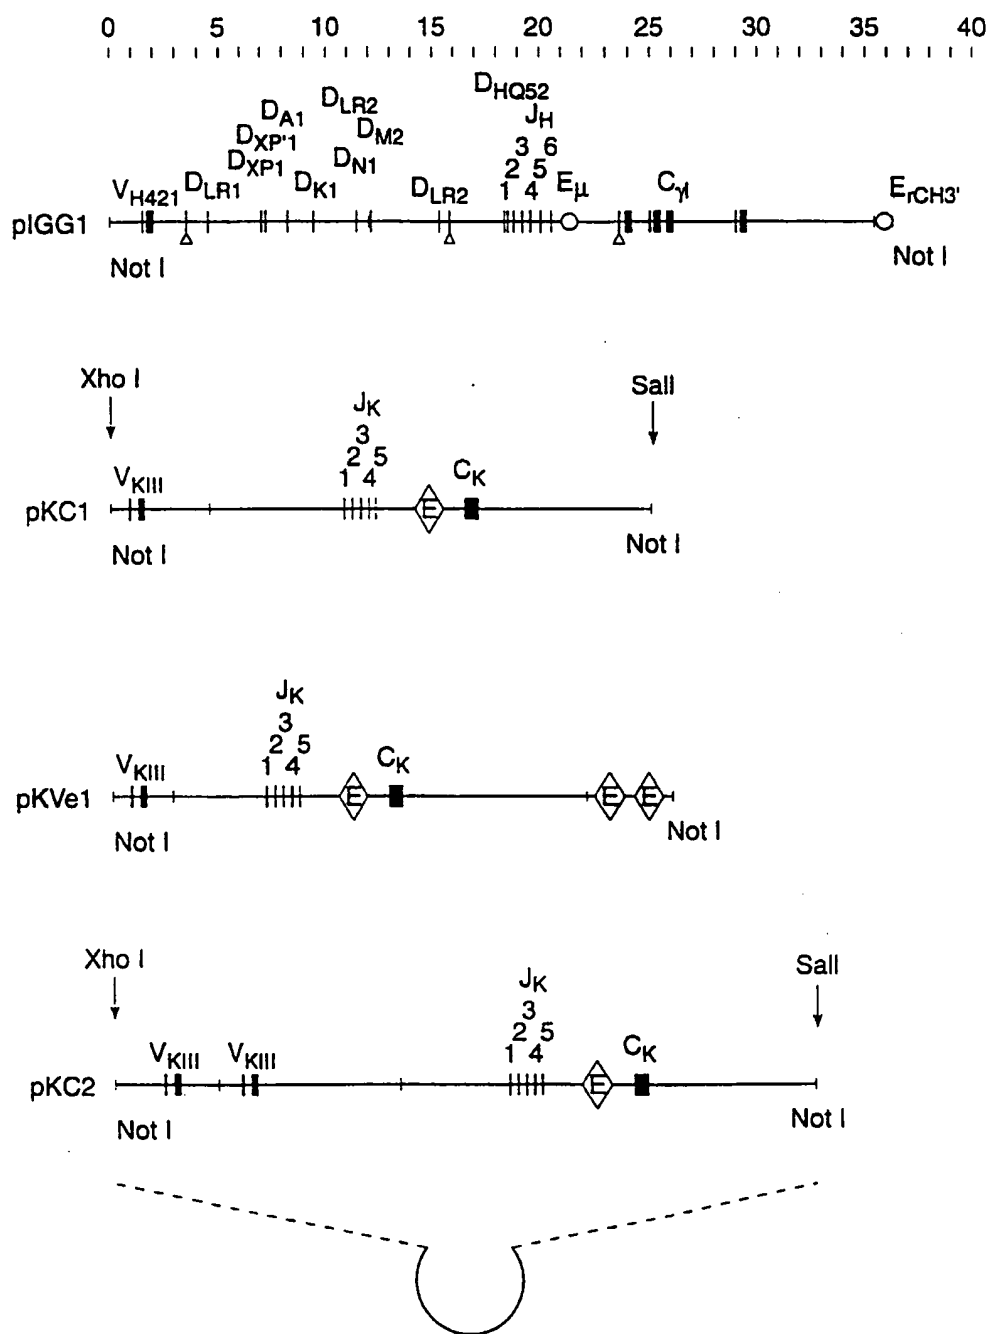 0 5 10 15 20 25 30 35 40
DHQ52
DLR2
DA1
JH
DXP'1
DM2
3 6
DXP1
DN1
2 5
VH421
DLR1
DK1
DLR2
1 4
Eμ
CγI
ErCH3'
pIGG1
Not I
Not I
Xho I
SalI
JK
3
2 5
1 4
VKIII
CK
pKC1
E
Not I
Not I
JK
3
2 5
1 4
VKIII
CK
pKVe1
E
E
E
Not I
Not I
Xho I
SalI
JK
3
2 5
1 4
VKIII
VKIII
CK
pKC2
E
Not I
Not I